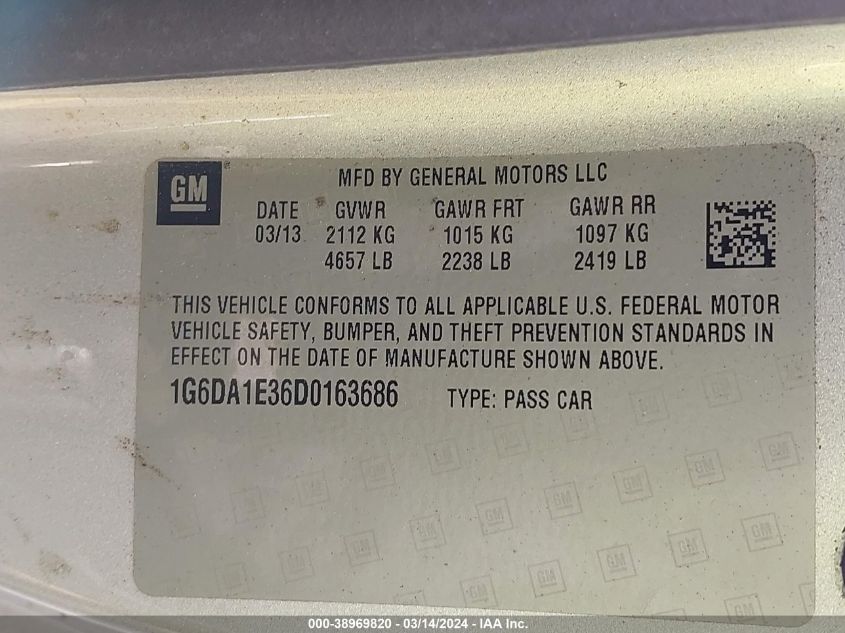 GM
MFD BY GENERAL MOTORS LLC
DATE GVWR GAWR FRT GAWR RR
03/13 2112 KG 1015 KG 1097 KG
4657 LB 2238 LB 2419 LB
THIS VEHICLE CONFORMS TO ALL APPLICABLE U.S. FEDERAL MOTOR
VEHICLE SAFETY, BUMPER, AND THEFT PREVENTION STANDARDS IN
EFFECT ON THE DATE OF MANUFACTURE SHOWN ABOVE.
1G6DA1E36D0163686 TYPE: PASS CAR
000-38969820 - 03/14/2024 - IAA Inc.